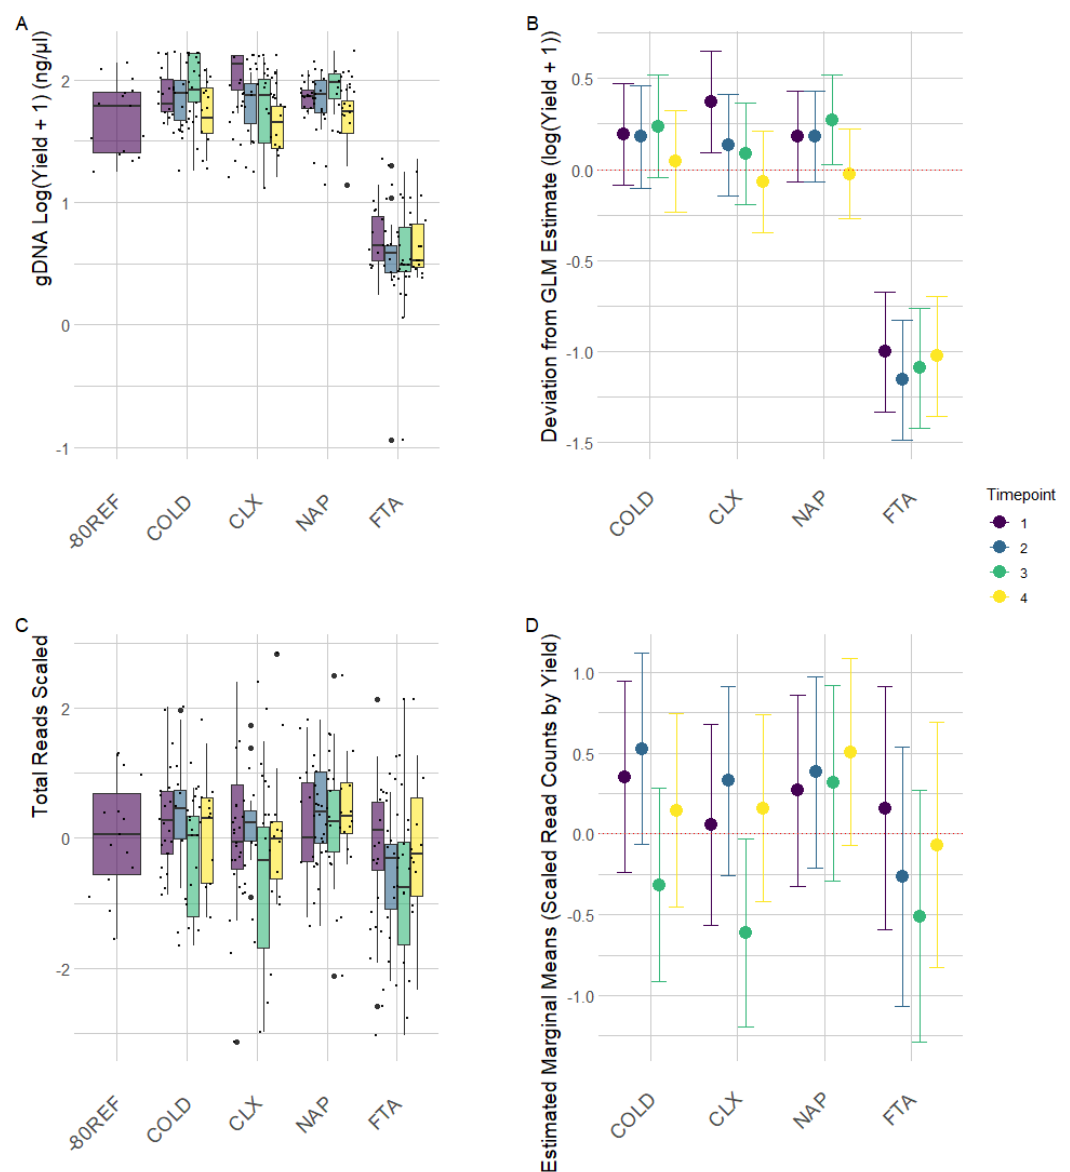 A
gDNA Log(Yield + 1) (ng/µl)
2
1
0
-1
-80REF
COLD
CLX
NAP
FTA
B
Deviation from GLM Estimate (log(Yield + 1))
0.5
0.0
-0.5
-1.0
-1.5
COLD
CLX
NAP
FTA
Timepoint
1
2
3
4
C
Total Reads Scaled
2
0
-2
-80REF
COLD
CLX
NAP
FTA
D
Estimated Marginal Means (Scaled Read Counts by Yield)
1.0
0.5
0.0
-0.5
-1.0
COLD
CLX
NAP
FTA